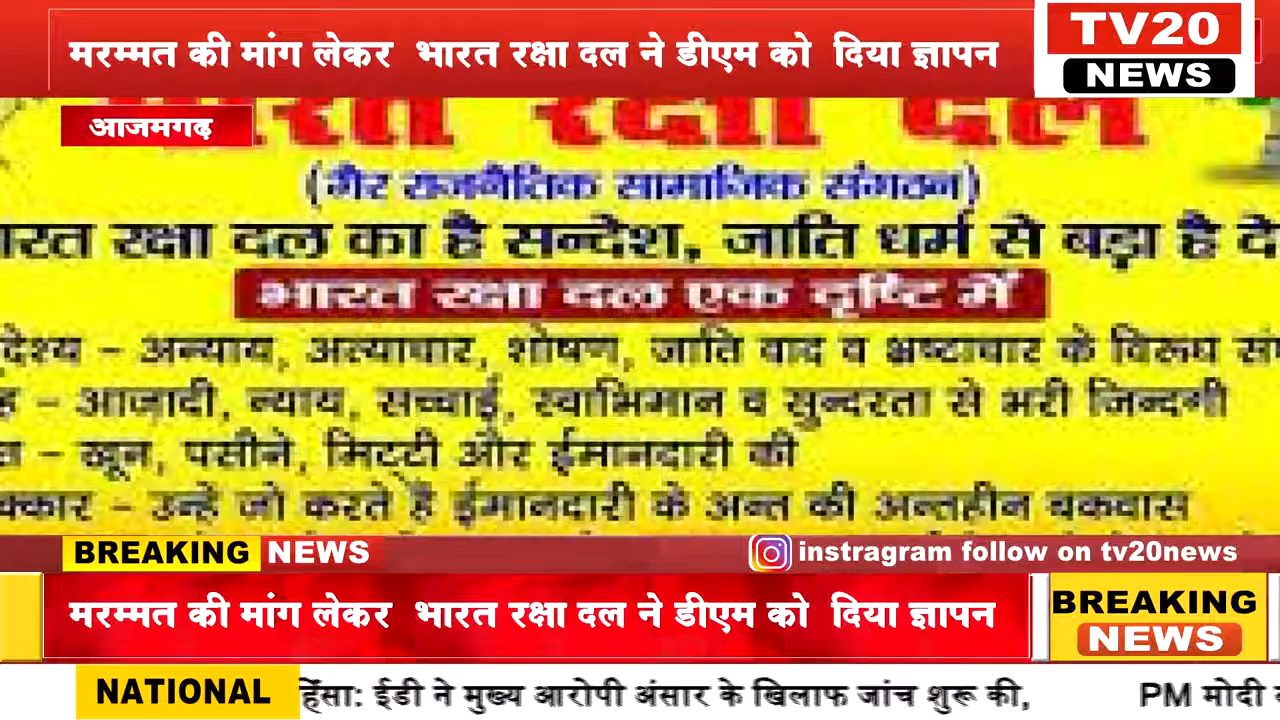 मरम्मत की मांग लेकर भारत रक्षा दल ने डीएम को दिया ज्ञापन
TV20
NEWS
आजमगढ़
रक्षा दल
(गैर राजनैतिक सामाजिक संगठन)
रत रक्षा दल का है सन्देश, जाति धर्म से बड़ा है दे
भारत रक्षा दल एक दृष्टि में
देश्य - अन्याय, अत्याचार, शोषण, जाति वाद व भ्रष्टाचार के विरूध सं
ह - आज़ादी, न्याय, सच्चाई, स्वाभिमान व सुन्दरता से भरी जिन्दगी
- खून, पसीने, मिट्टी और ईमानदारी की
क्कार - उन्हें जो करते है ईमानदारी के अन्त की अन्तहीन बकवास
BREAKING NEWS
instragram follow on tv20news
मरम्मत की मांग लेकर भारत रक्षा दल ने डीएम को दिया ज्ञापन
BREAKING
NEWS
NATIONAL
हिंसा: ईडी ने मुख्य आरोपी अंसार के खिलाफ जांच शुरू की,
PM मोदी